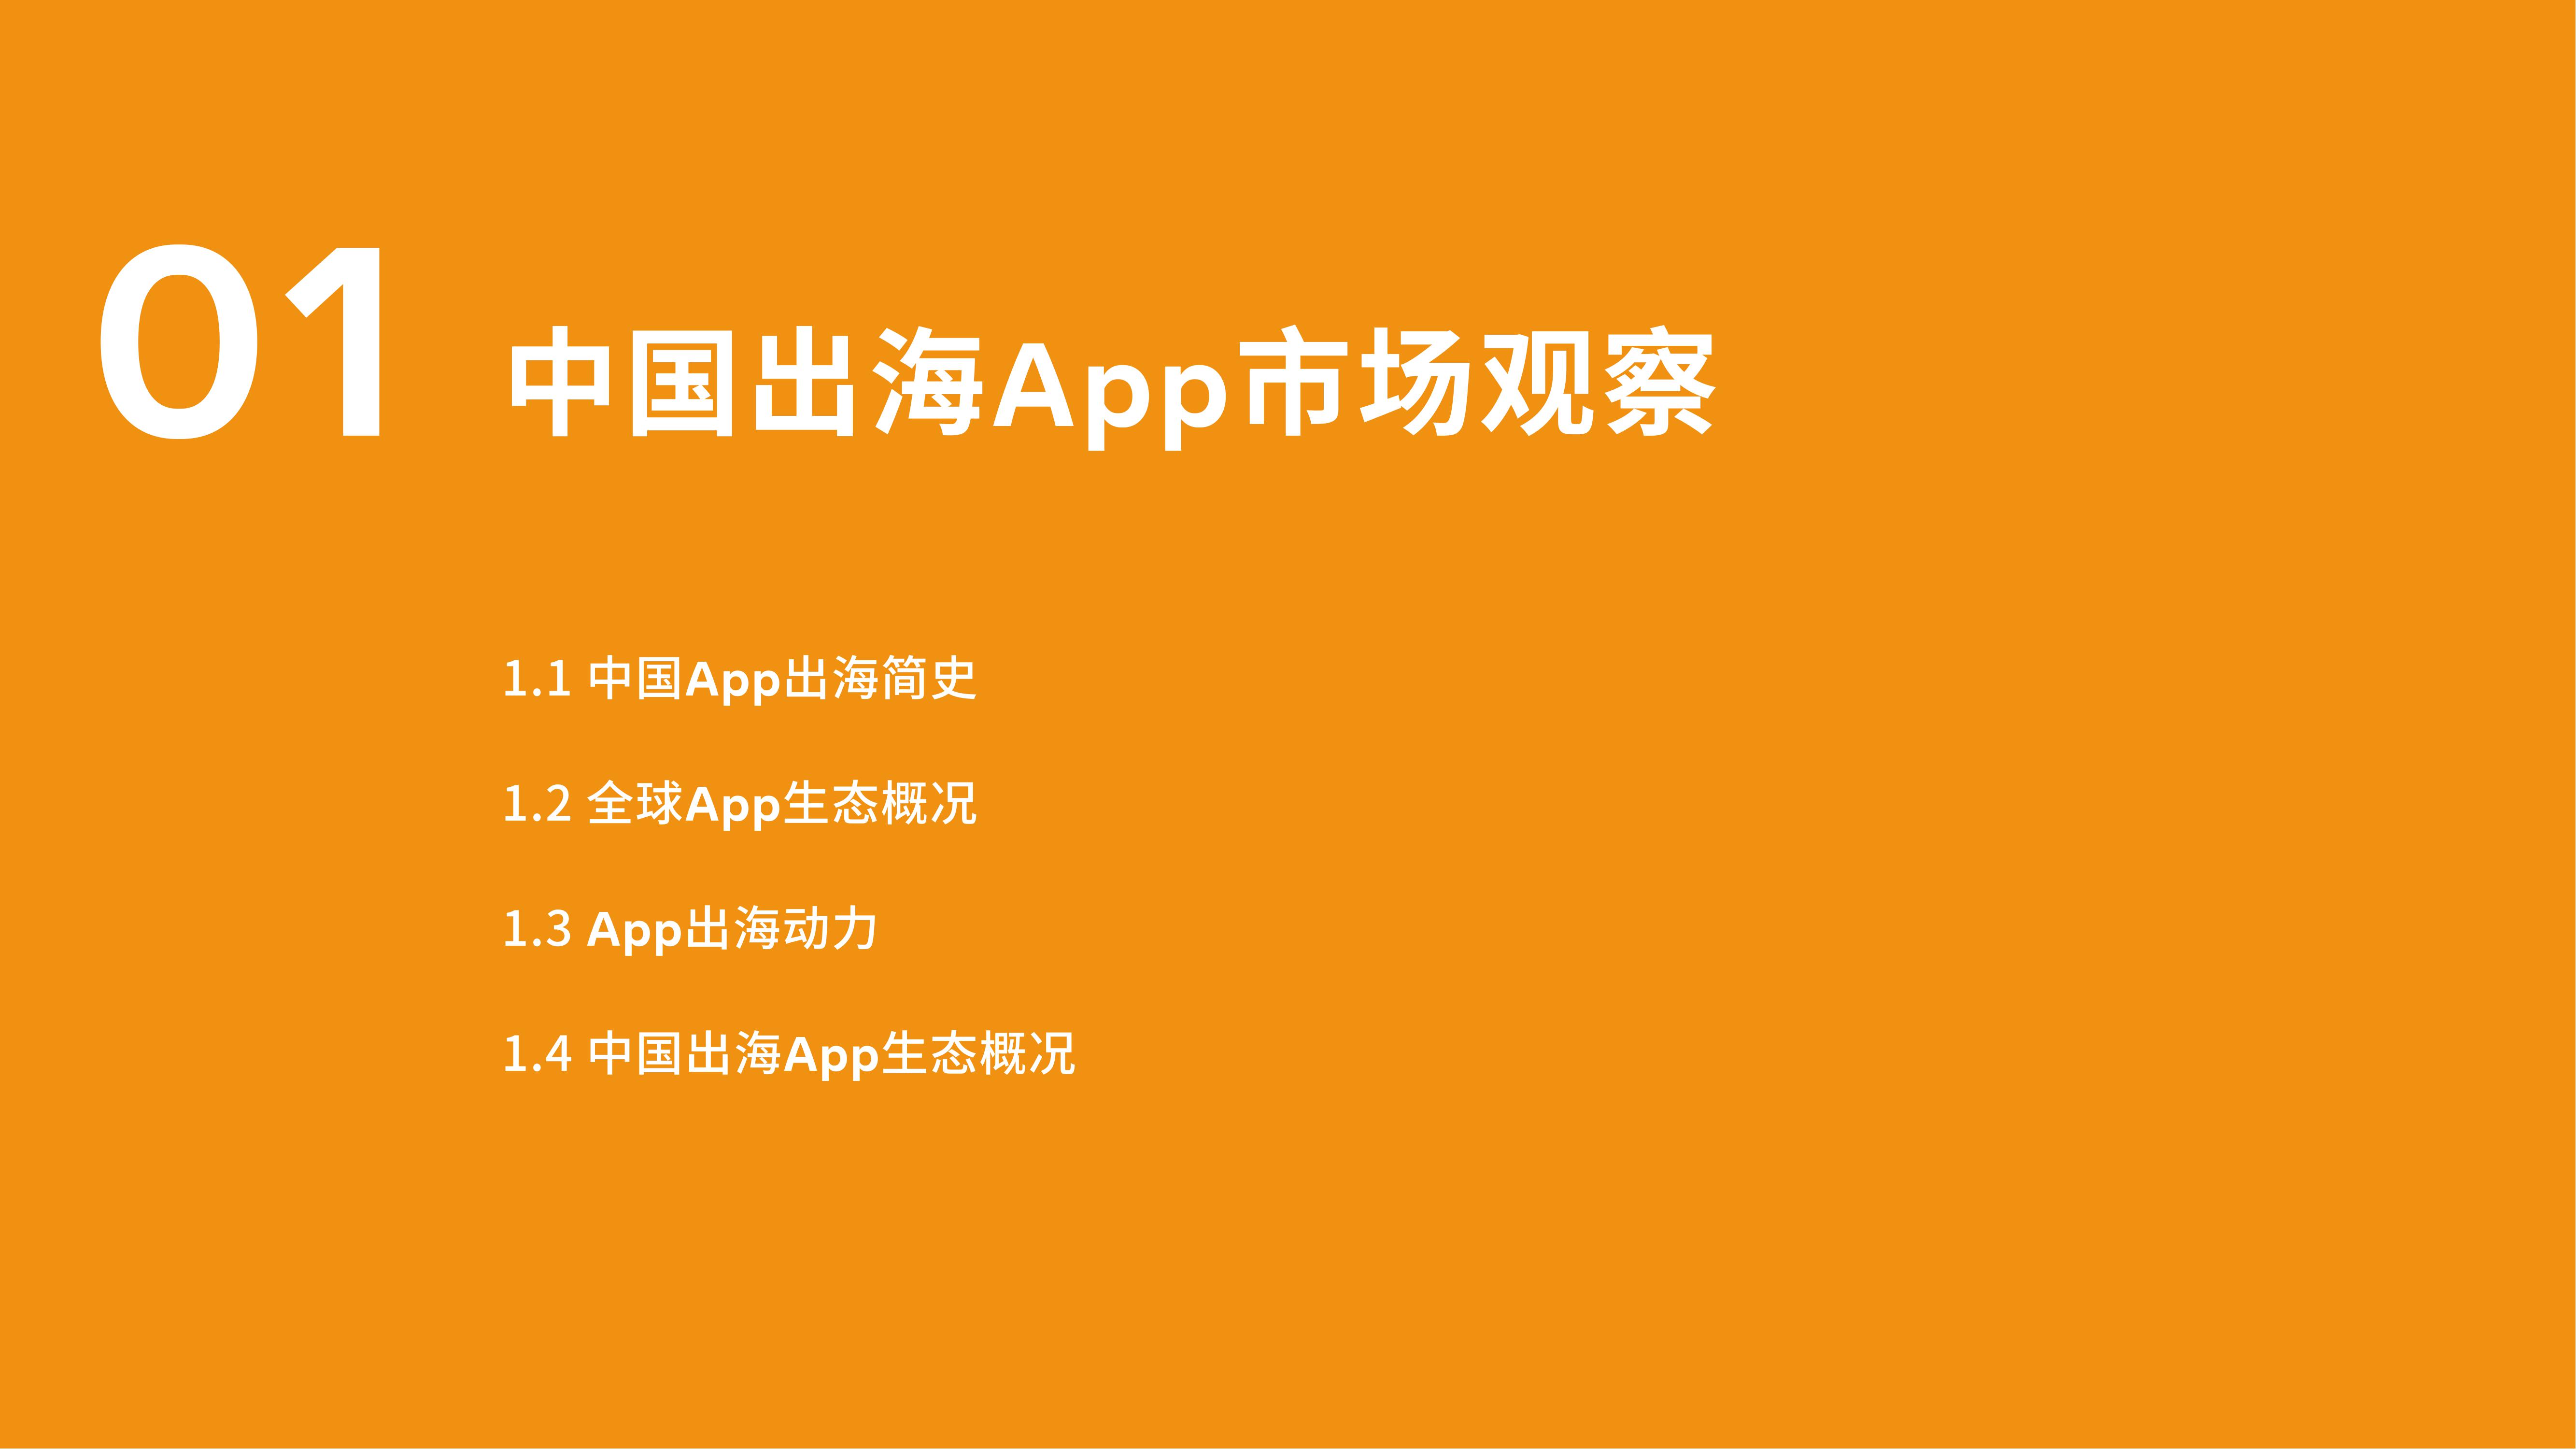 01 中国出海App市场观察
1.1 中国App出海简史
1.2 全球App生态概况
1.3 App出海动力
1.4 中国出海App生态概况